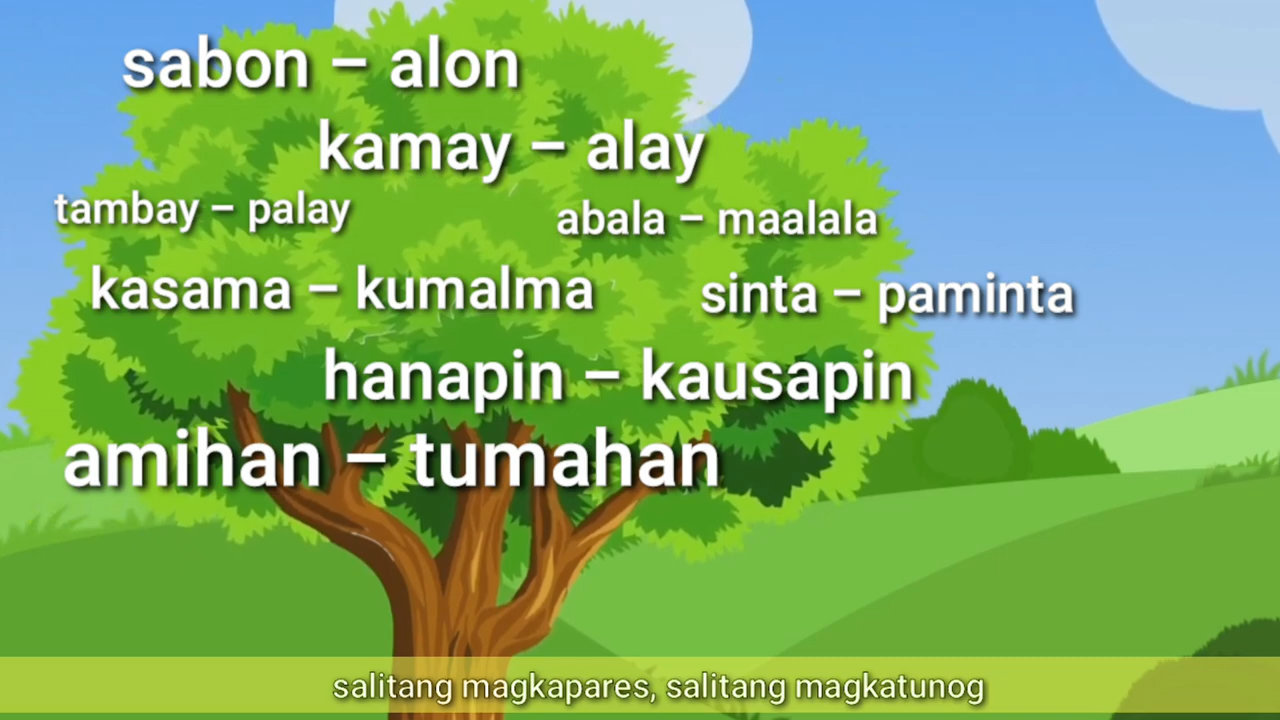 sabon – alon
kamay – alay
tambay – palay
abala – maalala
kasama – kumalma
sinta – paminta
hanapin – kausapin
amihan – tumahan
salitang magkapares, salitang magkatunog